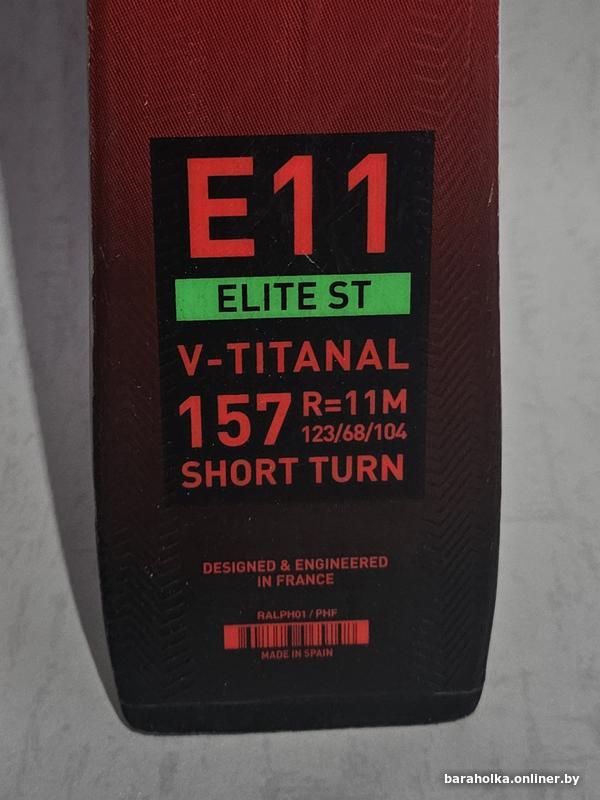 E11
ELITE ST
V-TITANAL
157 R=11M
123/68/104
SHORT TURN
DESIGNED & ENGINEERED
IN FRANCE
RALPH01 / PHF
MADE IN SPAIN
baraholka.onliner.by